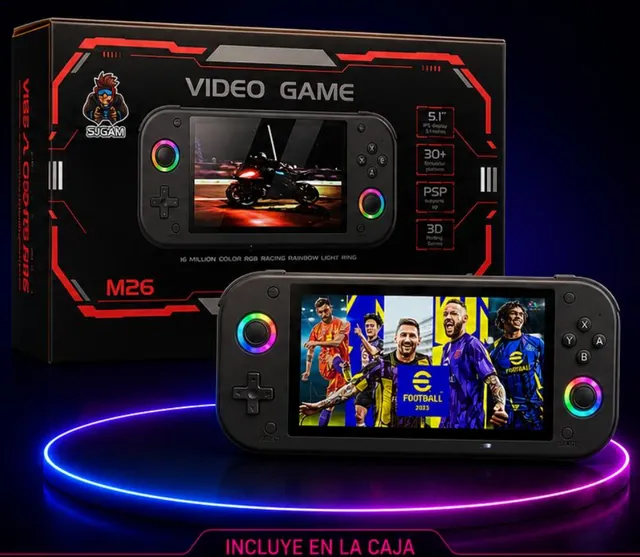 VIDEO GAME
SJGAM
5.1"
30+
PSP
3D
16 MILLION COLOR RGB RACING RAINBOW LIGHT RING
M26
X
Y
A
B
FOOTBALL
2023
INCLUYE EN LA CAJA